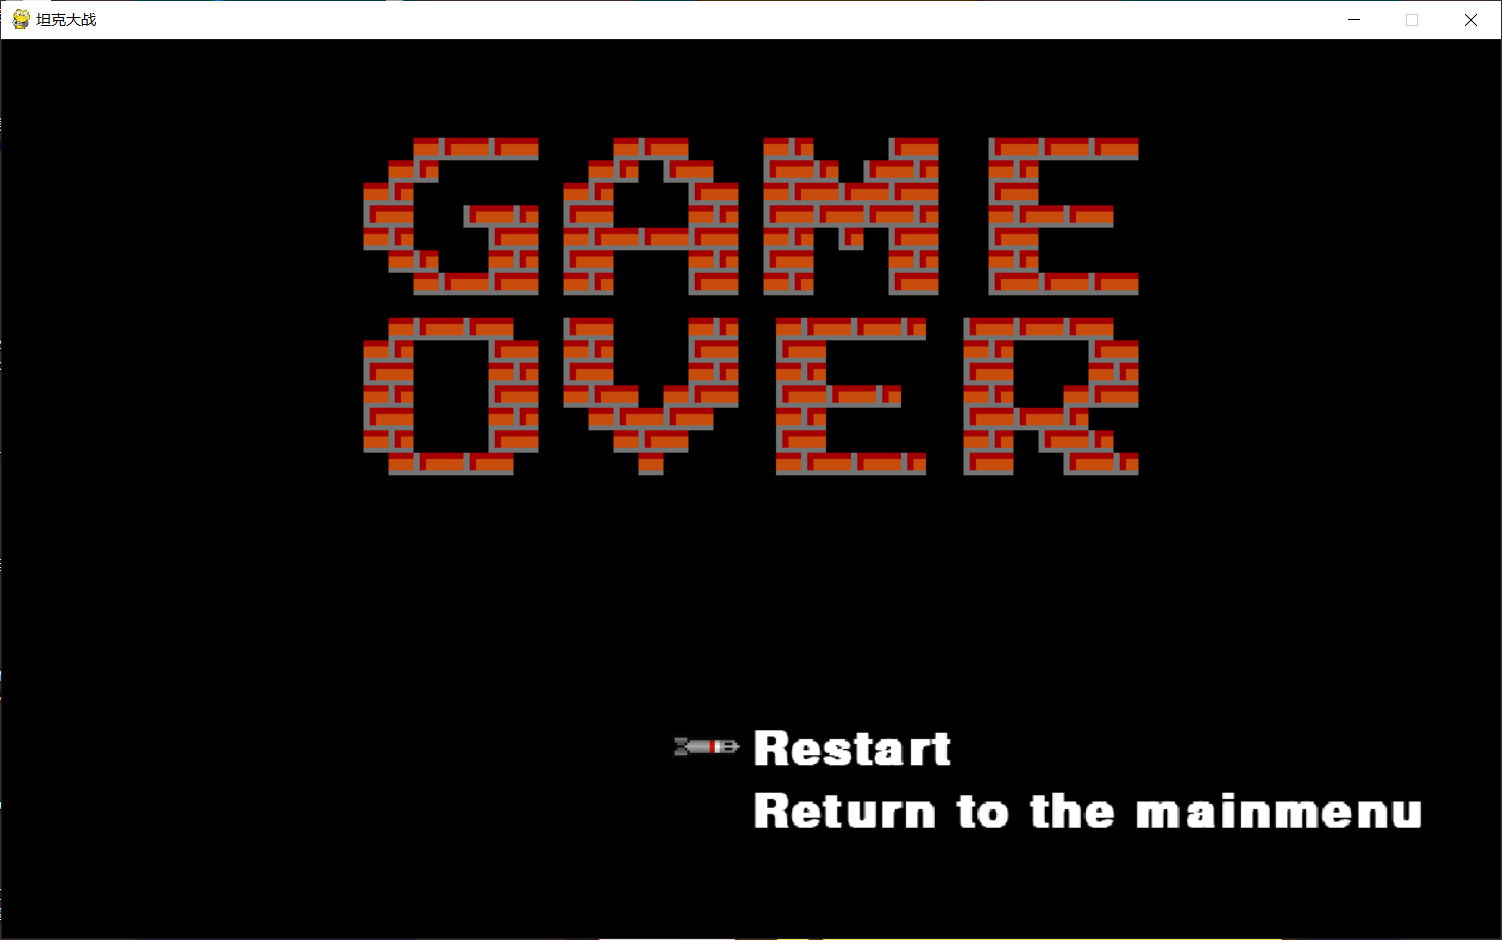 坦克大战
GAME
OVER
Restart
Return to the mainmenu